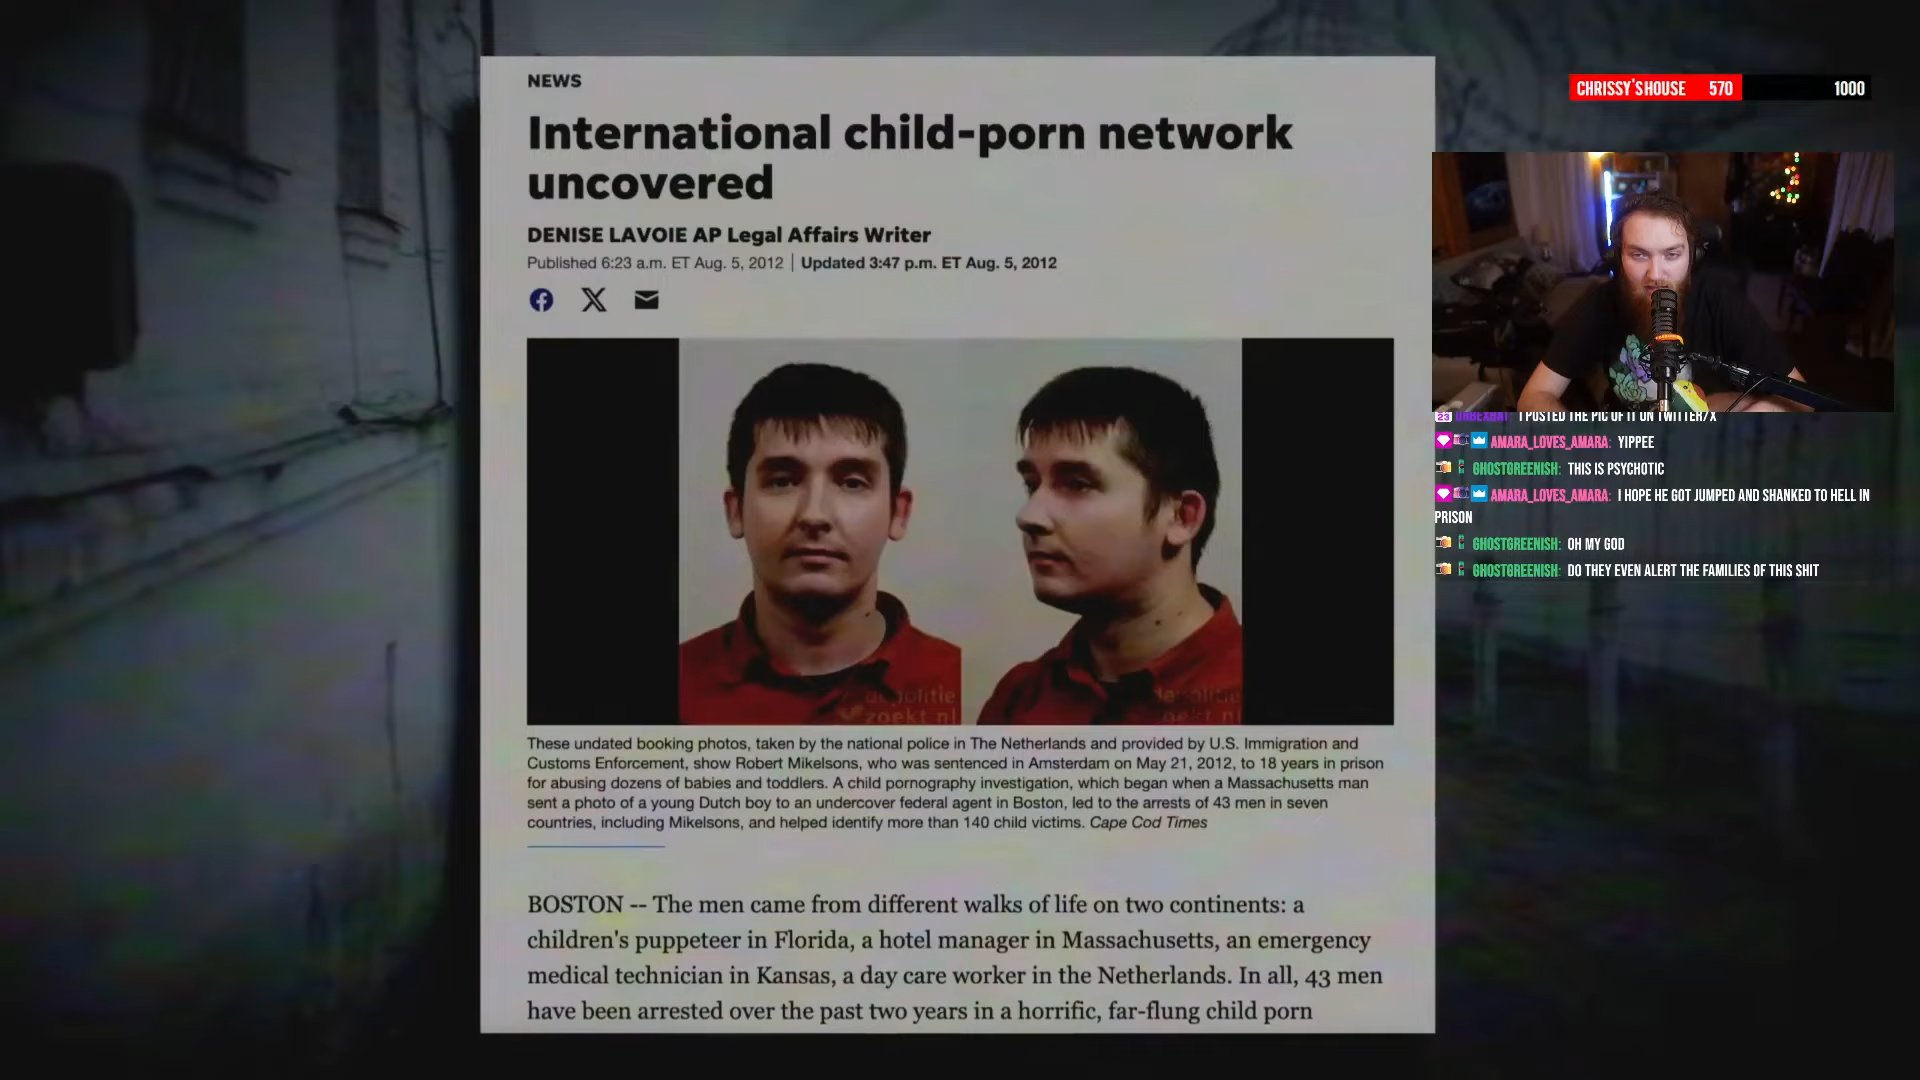 NEWS
International child-porn network
uncovered
DENISE LAVOIE AP Legal Affairs Writer
Published 6:23 a.m. ET Aug. 5, 2012 | Updated 3:47 p.m. ET Aug. 5, 2012
zoekt nl
These undated booking photos, taken by the national police in The Netherlands and provided by U.S. Immigration and
Customs Enforcement, show Robert Mikelsons, who was sentenced in Amsterdam on May 21, 2012, to 18 years in prison
for abusing dozens of babies and toddlers. A child pornography investigation, which began when a Massachusetts man
sent a photo of a young Dutch boy to an undercover federal agent in Boston, led to the arrests of 43 men in seven
countries, including Mikelsons, and helped identify more than 140 child victims. Cape Cod Times
BOSTON -- The men came from different walks of life on two continents: a
children's puppeteer in Florida, a hotel manager in Massachusetts, an emergency
medical technician in Kansas, a day care worker in the Netherlands. In all, 43 men
have been arrested over the past two years in a horrific, far-flung child porn
CHRISSY'S HOUSE 570 1000
I POSTED THE PIC OF IT ON TWITTER/X
AMARA_LOVES_AMARA: YIPPEE
GHOSTGREENISH: THIS IS PSYCHOTIC
AMARA_LOVES_AMARA: I HOPE HE GOT JUMPED AND SHANKED TO HELL IN
PRISON
GHOSTGREENISH: OH MY GOD
GHOSTGREENISH: DO THEY EVEN ALERT THE FAMILIES OF THIS SHIT